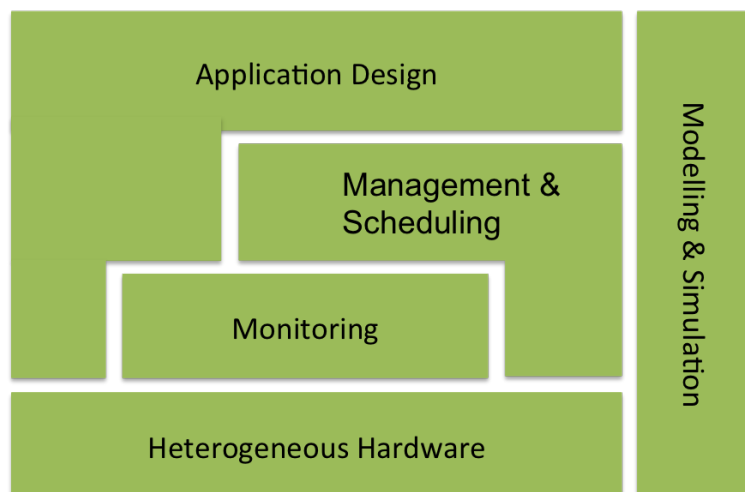 Application Design
Management &
Scheduling
Monitoring
Heterogeneous Hardware
Modelling & Simulation